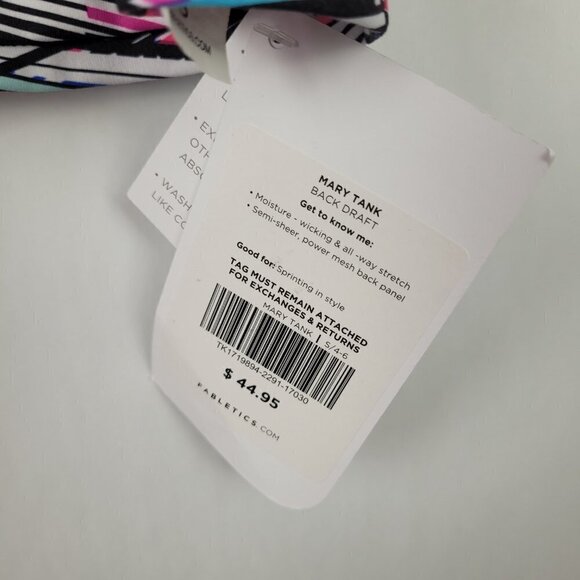 MARY TANK
BACK DRAFT
Get to know me:
• Moisture - wicking & all -way stretch
• Semi-sheer, power mesh back panel
Good for: Sprinting in style
TAG MUST REMAIN ATTACHED
FOR EXCHANGES & RETURNS
MARY TANK | S/4-6
TK1719894-2291-17030
$ 44.95
FABLETICS.COM
• WASH
LIKE